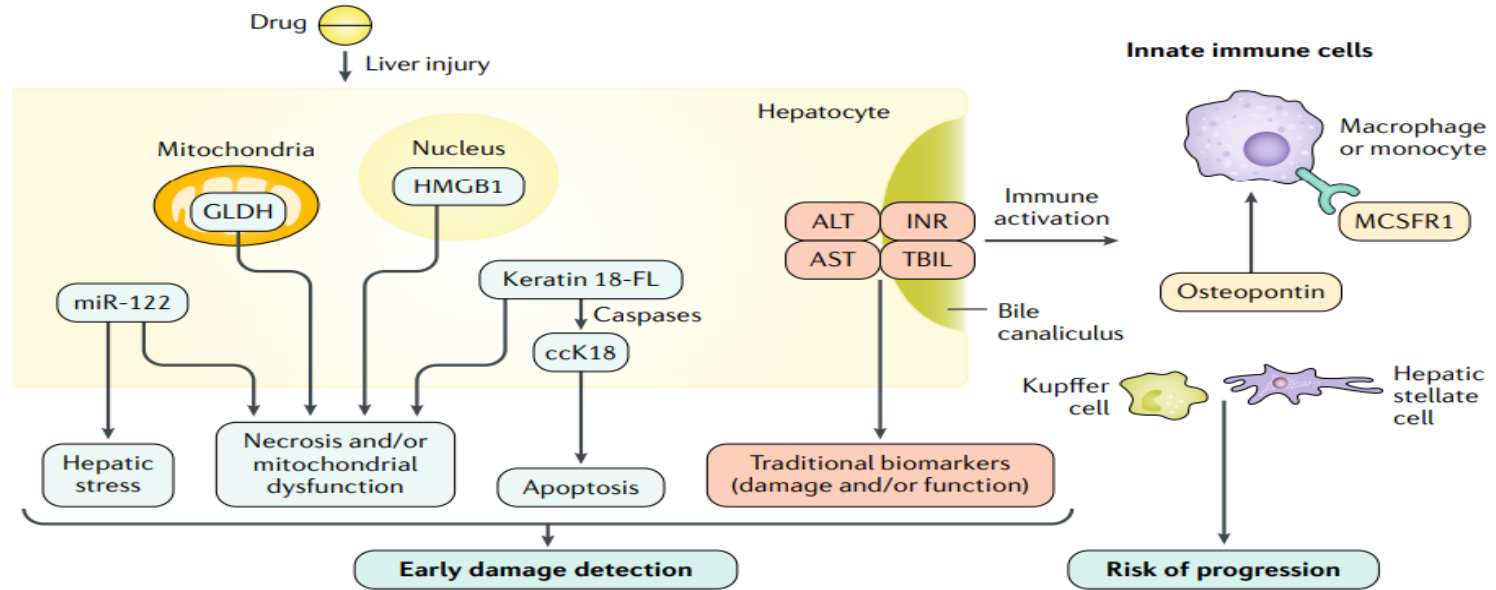 Drug
Liver injury
Innate immune cells
Hepatocyte
Mitochondria
Nucleus
Macrophage
or monocyte
GLDH
HMGB1
ALT
INR
Immune
activation
MCSFR1
AST
TBIL
miR-122
Keratin 18-FL
Osteopontin
Caspases
Bile
canaliculus
ccK18
Kupffer
cell
Hepatic
stellate
cell
Hepatic
stress
Necrosis and/or
mitochondrial
dysfunction
Apoptosis
Traditional biomarkers
(damage and/or function)
Early damage detection
Risk of progression